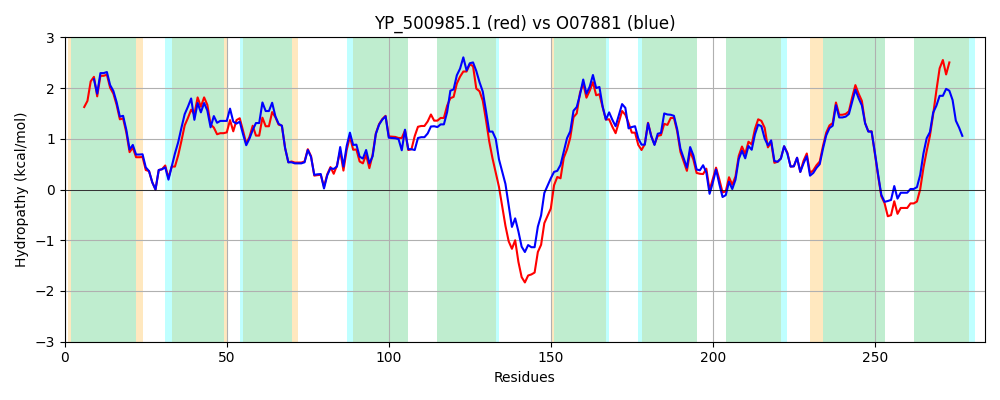 YP_500985.1 (red) vs O07881 (blue)
Hydropathy (kcal/mol)
3
2
1
0
−1
−2
−3
0 50 100 150 200 250
Residues